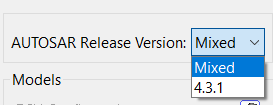 AUTOSAR Release Version: Mixed
Mixed
4.3.1
Models